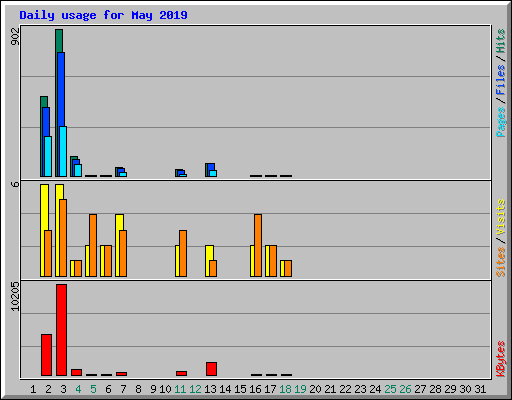 Daily usage for May 2019
902
6
10205
Pages/Files/Hits
Sites/Visits
KBytes
1 2 3 4 5 6 7 8 9 10 11 12 13 14 15 16 17 18 19 20 21 22 23 24 25 26 27 28 29 30 31